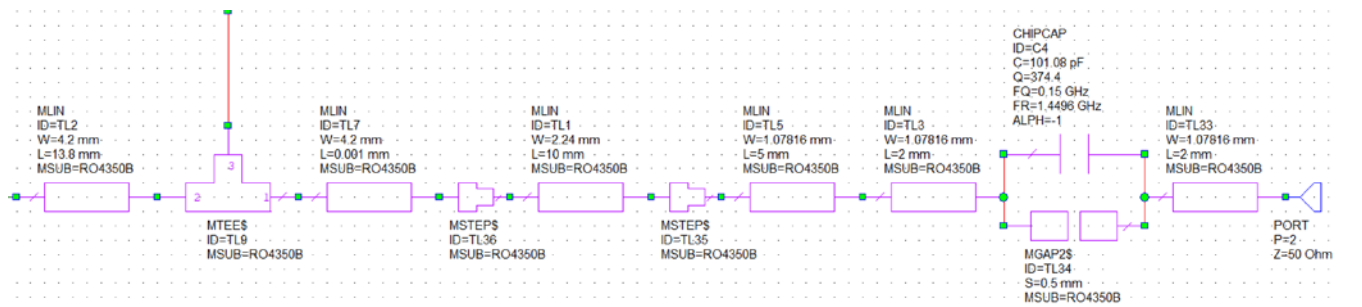 CHIPCAP
ID=C4
C=101.08 pF
Q=374.4
FQ=0.15 GHz
FR=1.4496 GHz
ALPH=-1
MLIN
ID=TL2
W=4.2 mm
L=13.8 mm
MSUB=RO4350B
MLIN
ID=TL7
W=4.2 mm
L=0.001 mm
MSUB=RO4350B
MLIN
ID=TL1
W=2.24 mm
L=10 mm
MSUB=RO4350B
MLIN
ID=TL5
W=1.07816 mm
L=5 mm
MSUB=RO4350B
MLIN
ID=TL3
W=1.07816 mm
L=2 mm
MSUB=RO4350B
MLIN
ID=TL33
W=1.07816 mm
L=2 mm
MSUB=RO4350B
3
2
1
MTEE$
ID=TL9
MSUB=RO4350B
MSTEP$
ID=TL36
MSUB=RO4350B
MSTEP$
ID=TL35
MSUB=RO4350B
MGAP2$
ID=TL34
S=0.5 mm
MSUB=RO4350B
PORT
P=2
Z=50 Ohm